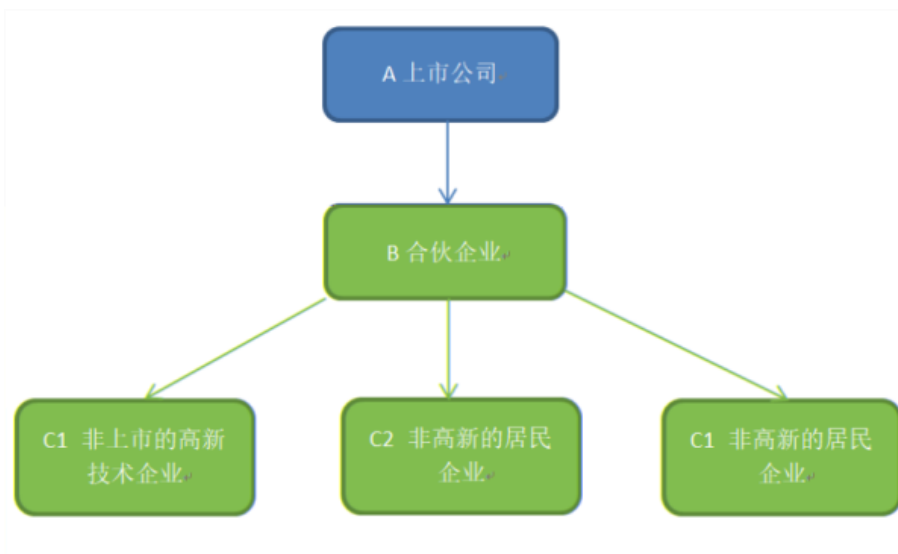 A 上市公司
B 合伙企业
C1 非上市的高新
技术企业
C2 非高新的居民
企业
C1 非高新的居民
企业